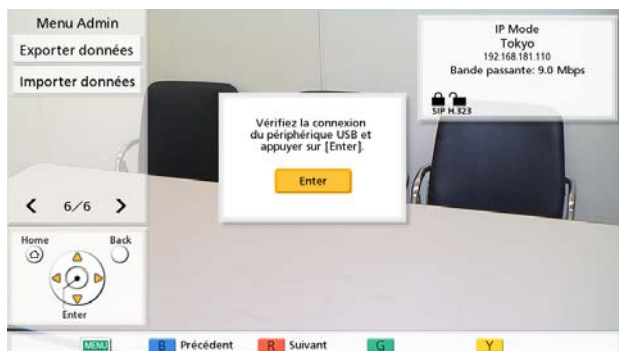 Menu Admin
Exporter données
Importer données
6/6
Home
Back
Enter
IP Mode
Tokyo
192.168.181.110
Bande passante: 9.0 Mbps
SIP H.323
Vérifiez la connexion
du périphérique USB et
appuyer sur [Enter].
Enter
MENU
B Précédent
R Suivant
G
Y